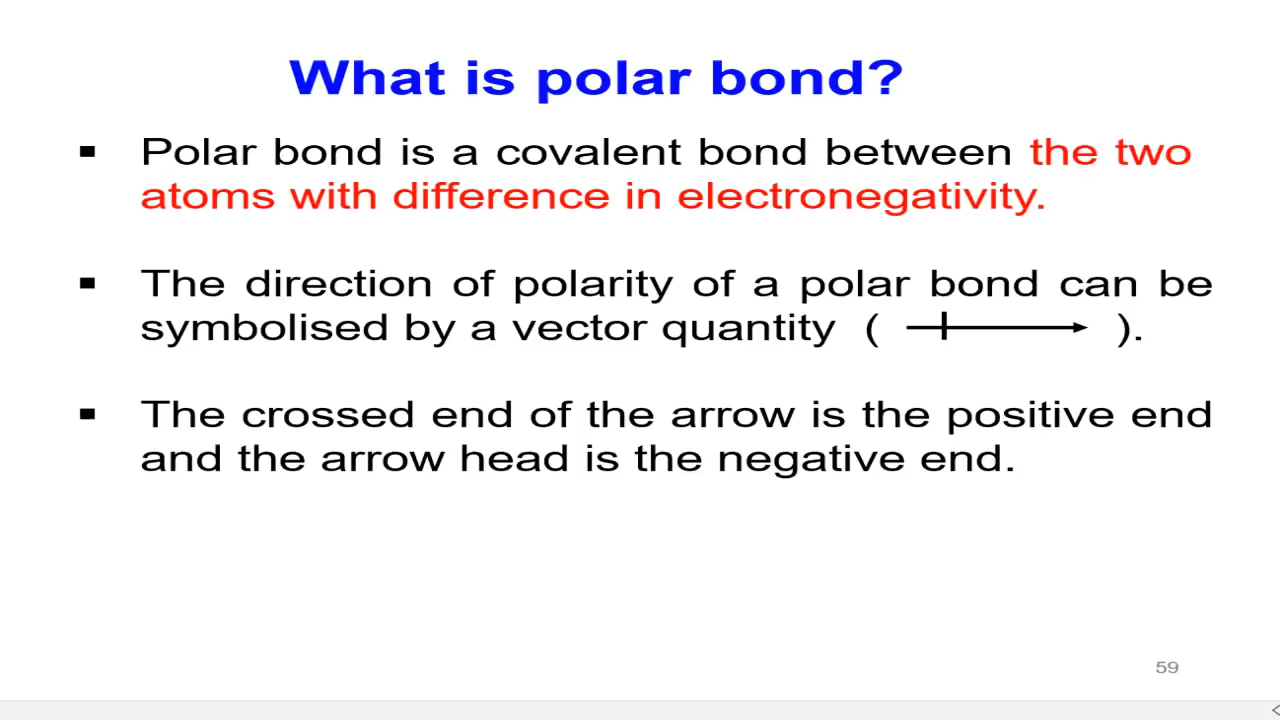 What is polar bond?
▪ Polar bond is a covalent bond between the two
atoms with difference in electronegativity.
▪ The direction of polarity of a polar bond can be
symbolised by a vector quantity ( ).
▪ The crossed end of the arrow is the positive end
and the arrow head is the negative end.
59